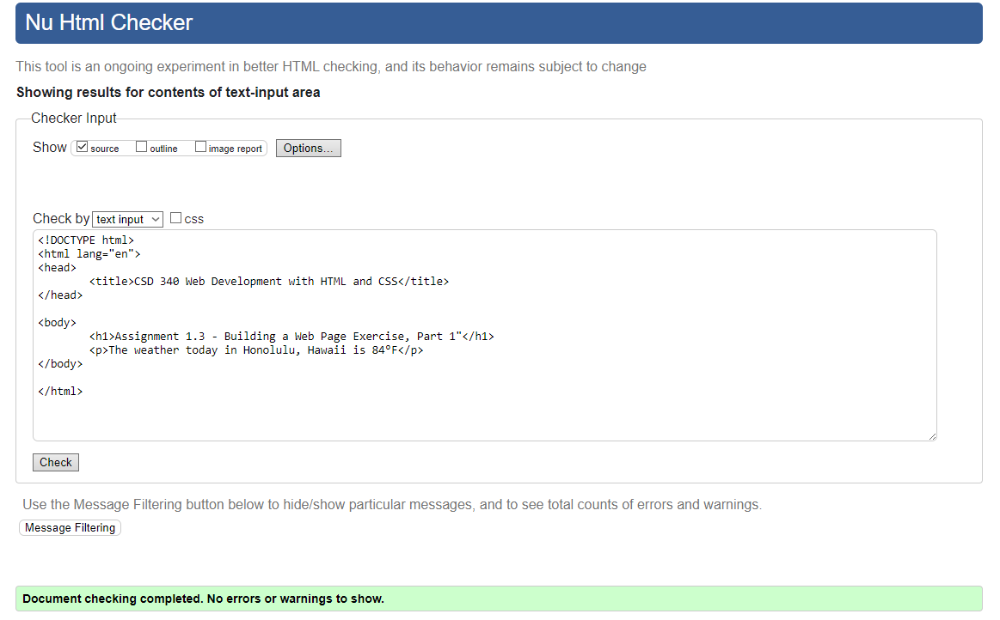 Nu Html Checker
This tool is an ongoing experiment in better HTML checking, and its behavior remains subject to change
Showing results for contents of text-input area
Checker Input
Show source outline image report Options...
Check by text input css
<!DOCTYPE html>
<html lang="en">
<head>
<title>CSD 340 Web Development with HTML and CSS</title>
</head>
<body>
<h1>Assignment 1.3 - Building a Web Page Exercise, Part 1"</h1>
<p>The weather today in Honolulu, Hawaii is 84°F</p>
</body>
</html>
Check
Use the Message Filtering button below to hide/show particular messages, and to see total counts of errors and warnings.
Message Filtering
Document checking completed. No errors or warnings to show.